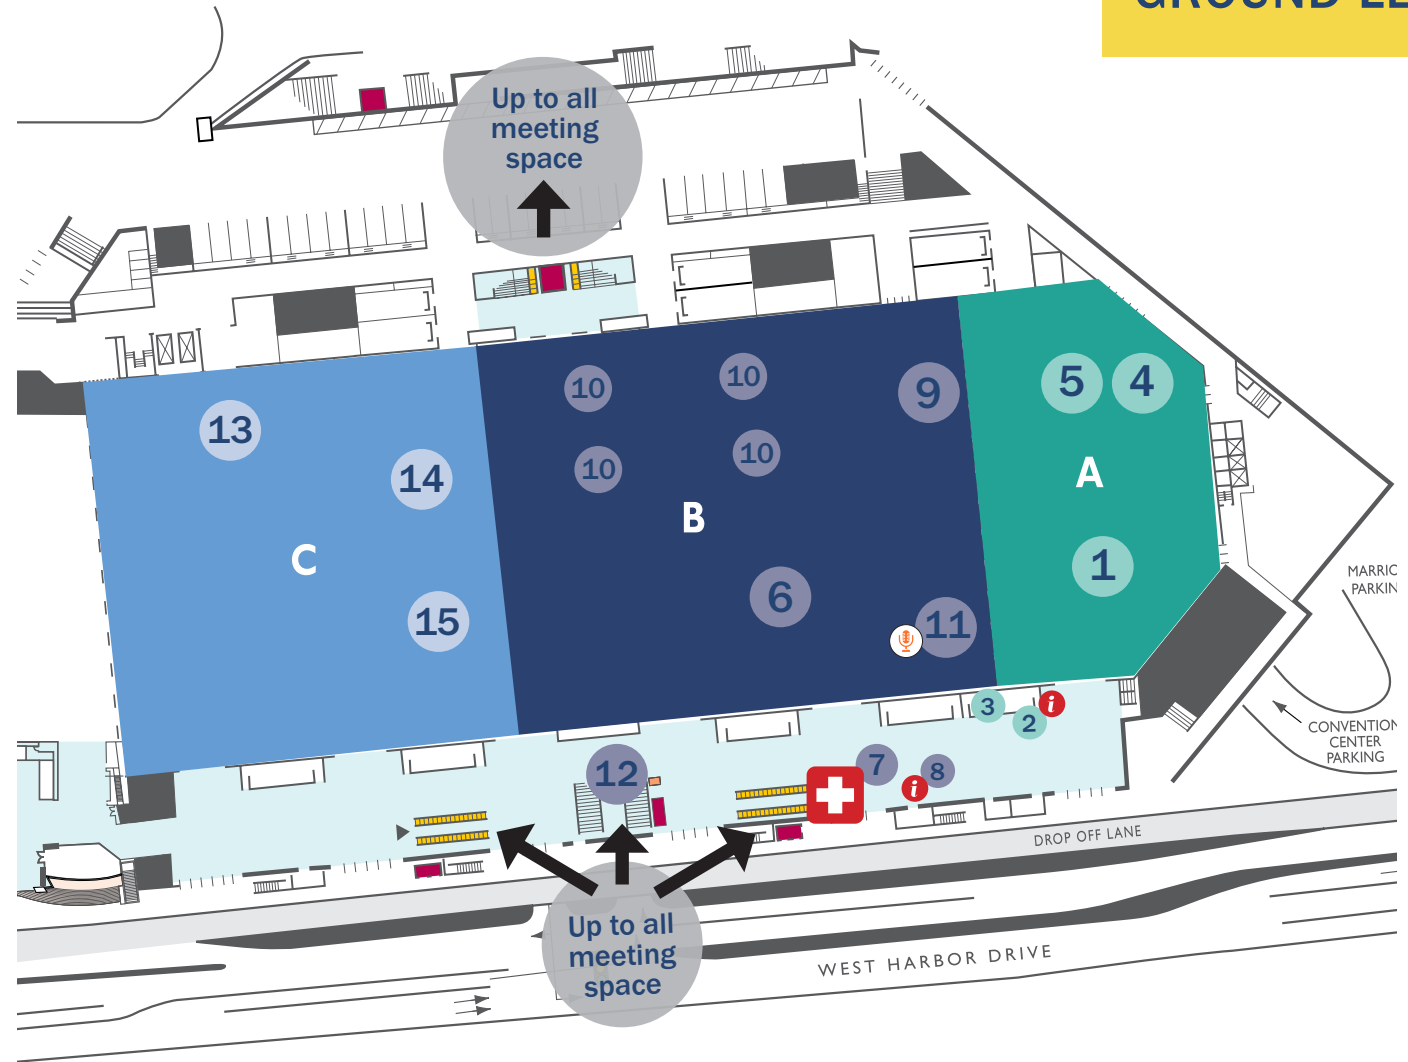 Up to all
meeting
space
10
10
9
5
4
13
14
10
10
A
B
C
1
6
15
11
3
2
i
12
7
8
i
MARRIO
PARKIN
CONVENTION
CENTER
PARKING
DROP OFF LANE
Up to all
meeting
space
WEST HARBOR DRIVE